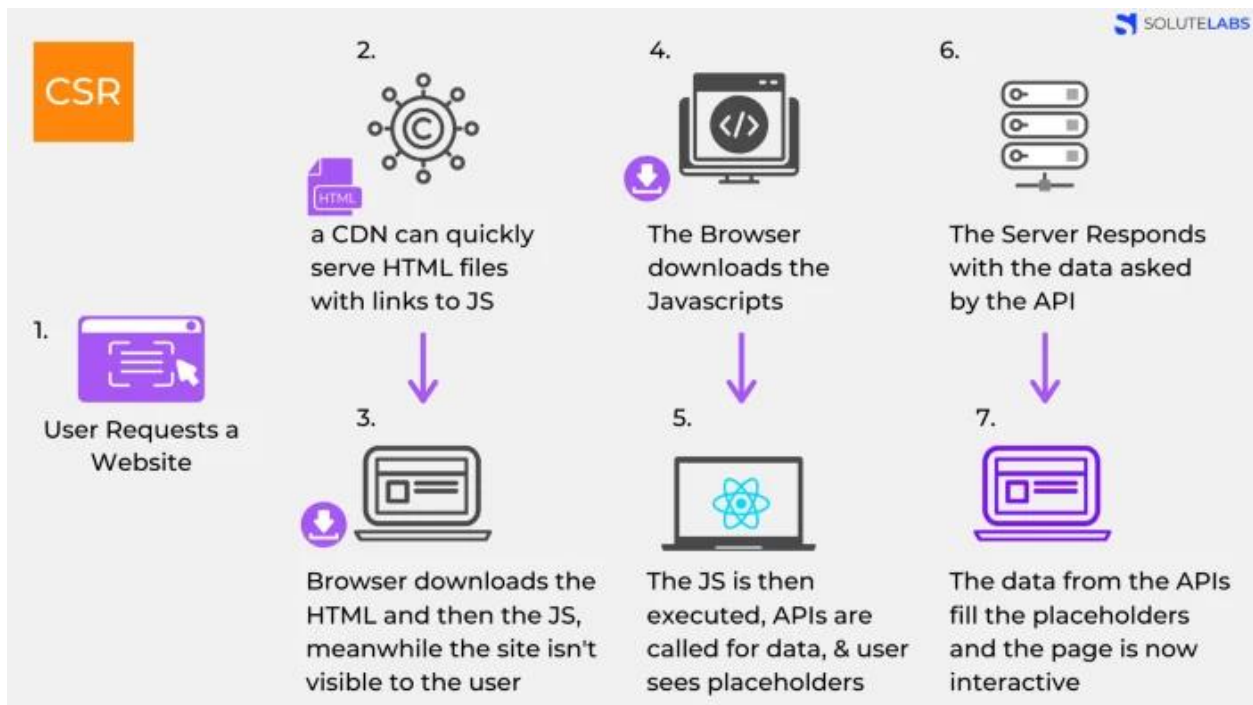 SOLUTELABS
CSR
1.
User Requests a
Website
2.
HTML
a CDN can quickly
serve HTML files
with links to JS
3.
Browser downloads the
HTML and then the JS,
meanwhile the site isn't
visible to the user
4.
</>
The Browser
downloads the
Javascripts
5.
The JS is then
executed, APIs are
called for data, & user
sees placeholders
6.
The Server Responds
with the data asked
by the API
7.
The data from the APIs
fill the placeholders
and the page is now
interactive